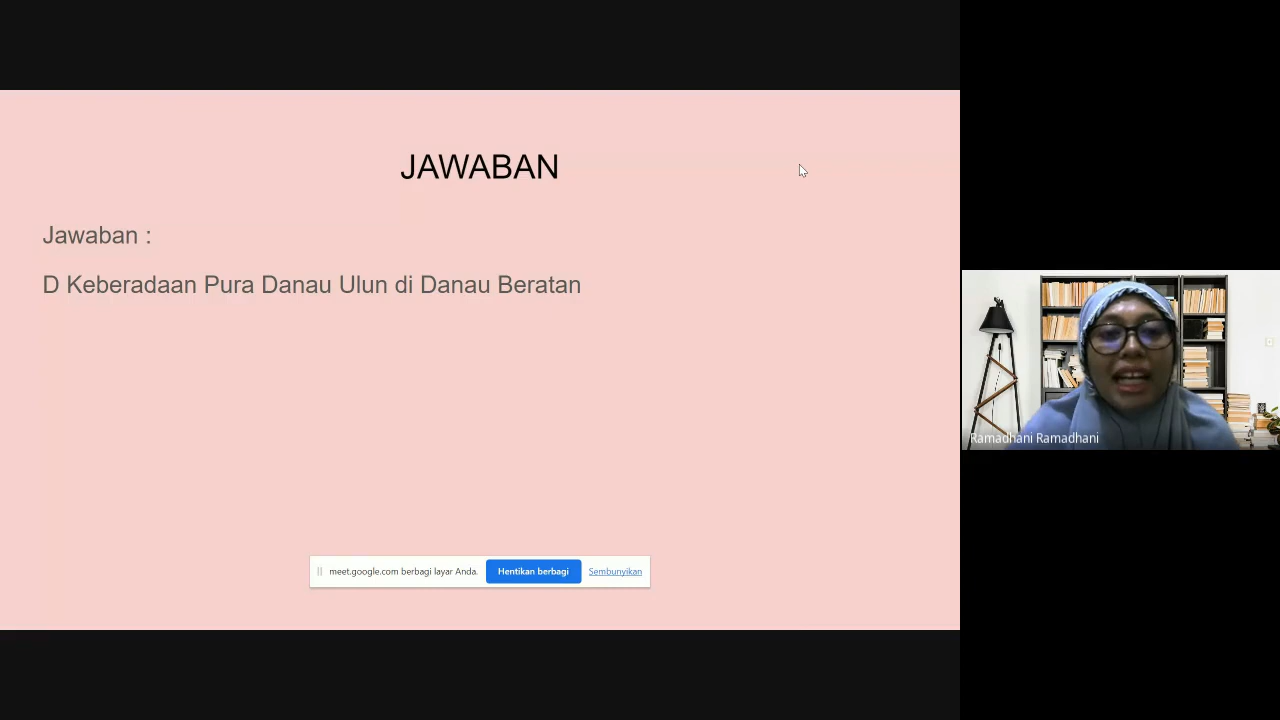 JAWABAN
Jawaban :
D Keberadaan Pura Danau Ulun di Danau Beratan
meet.google.com berbagi layar Anda. Hentikan berbagi Sembunyikan
Ramadhani Ramadhani